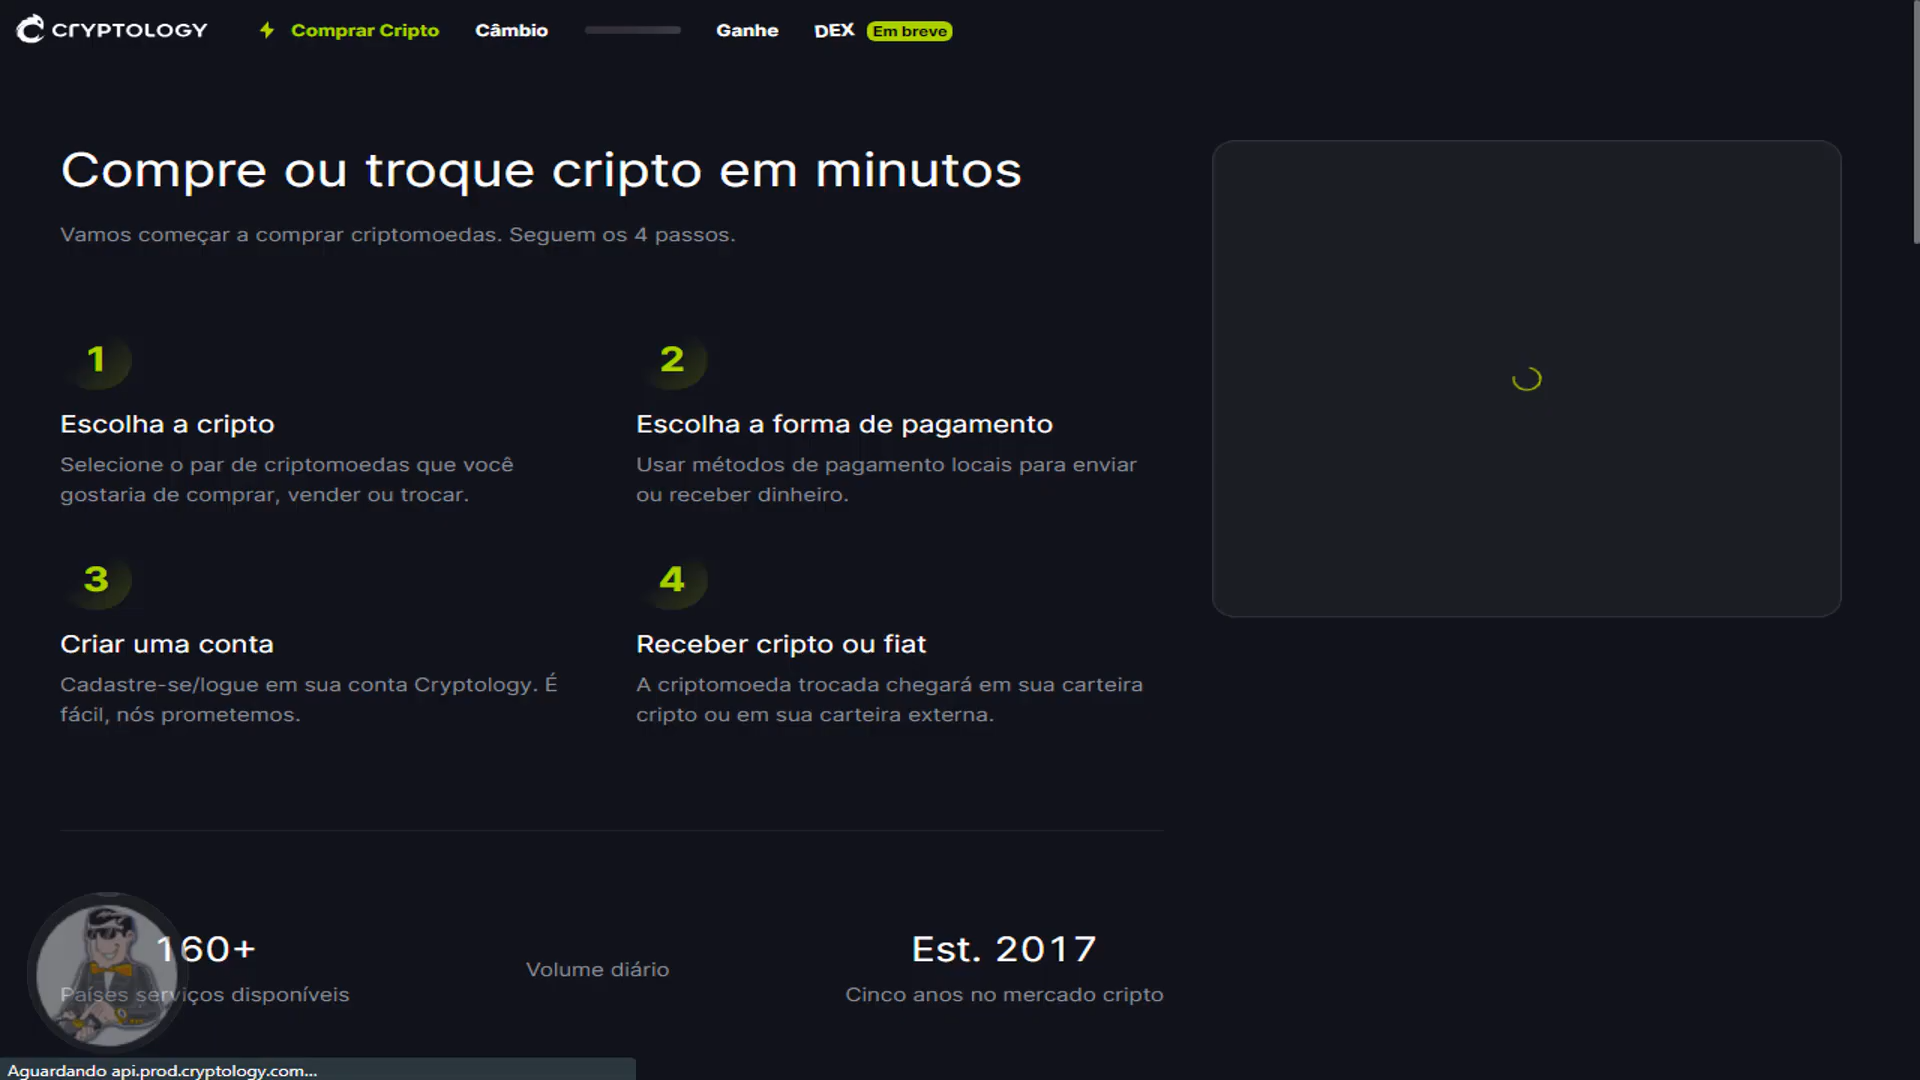 CRYPTOLOGY
Comprar Cripto
Câmbio
Ganhe
DEX
Em breve
Compre ou troque cripto em minutos
Vamos começar a comprar criptomoedas. Seguem os 4 passos.
1
Escolha a cripto
Selecione o par de criptomoedas que você
gostaria de comprar, vender ou trocar.
2
Escolha a forma de pagamento
Usar métodos de pagamento locais para enviar
ou receber dinheiro.
3
Criar uma conta
Cadastre-se/logue em sua conta Cryptology. É
fácil, nós prometemos.
4
Receber cripto ou fiat
A criptomoeda trocada chegará em sua carteira
cripto ou em sua carteira externa.
160+
Países serviços disponíveis
Volume diário
Est. 2017
Cinco anos no mercado cripto
Aguardando api.prod.cryptology.com...